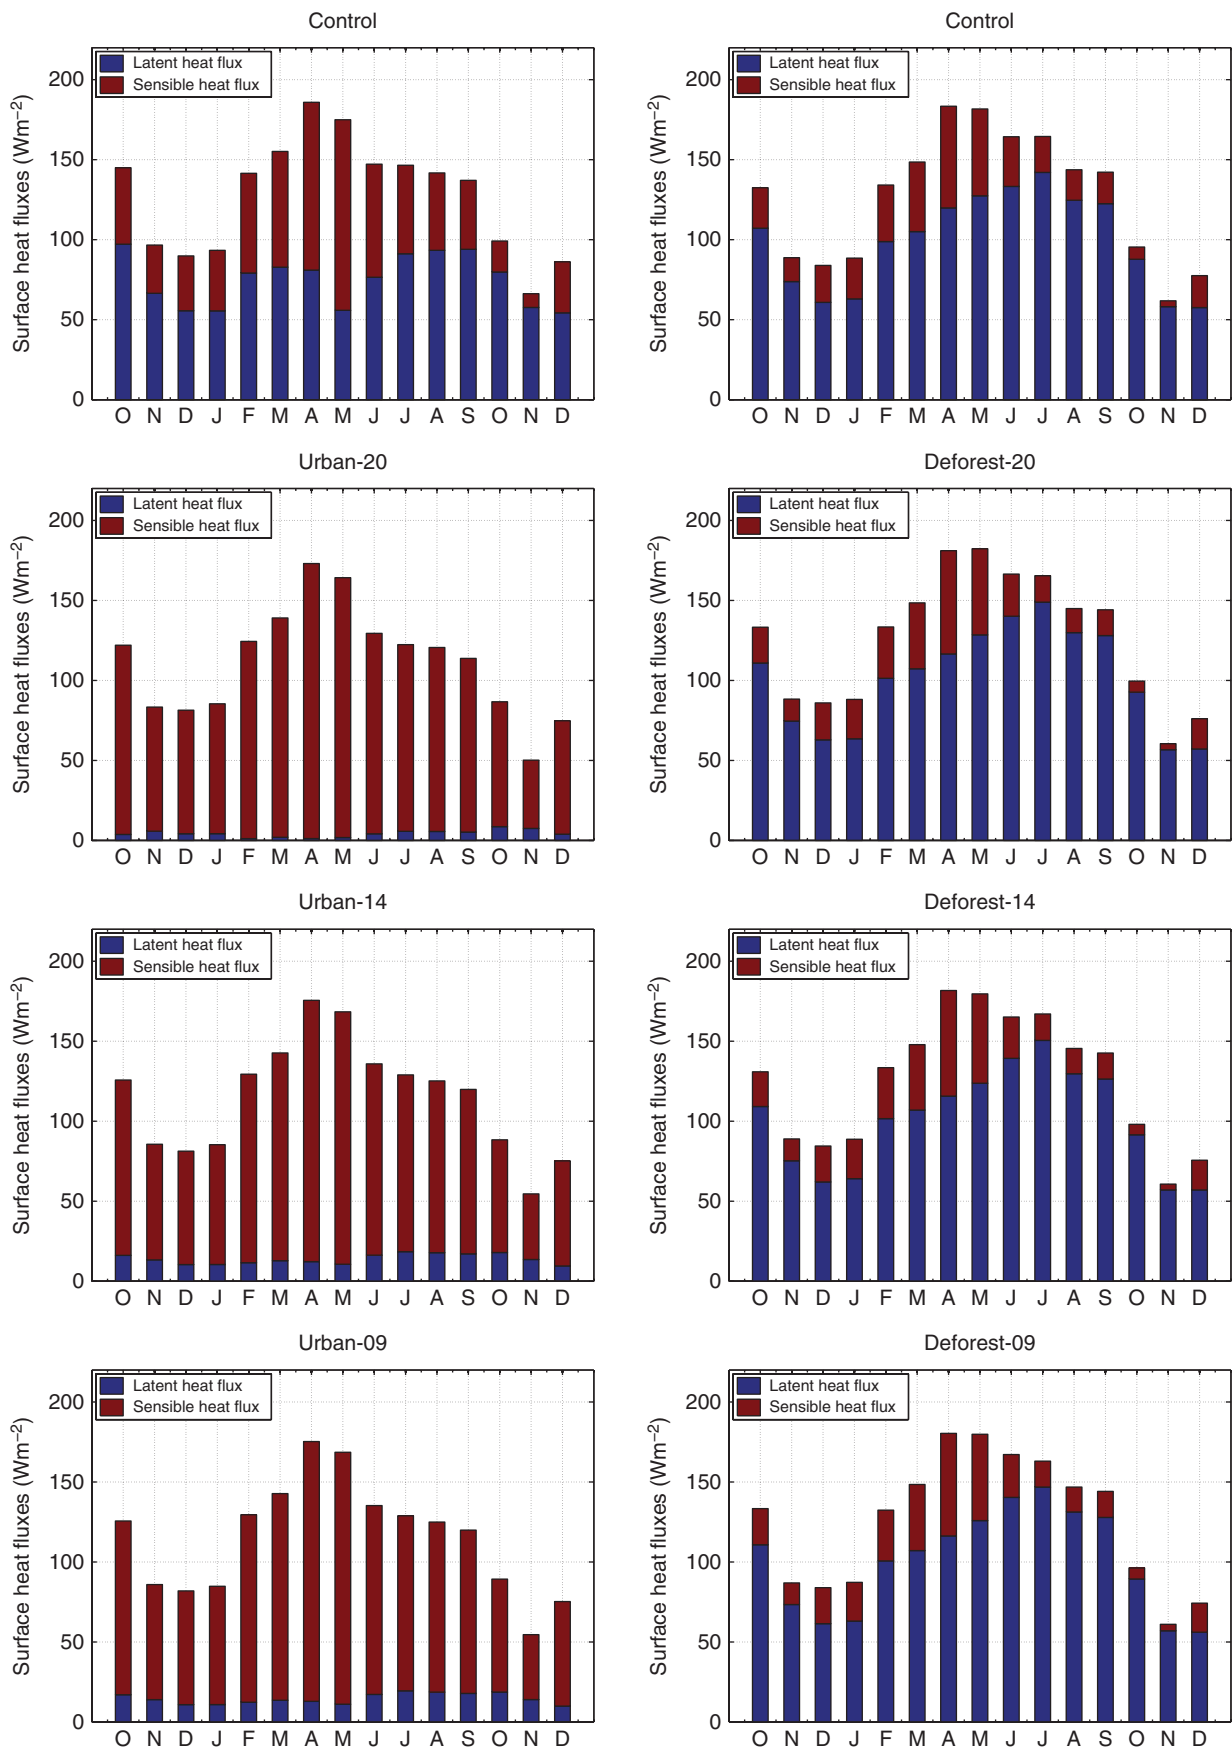 Control
Surface heat fluxes (Wm−2)
200
150
100
50
0
Latent heat flux
Sensible heat flux
O N D J F M A M J J A S O N D
Control
Surface heat fluxes (Wm−2)
200
150
100
50
0
Latent heat flux
Sensible heat flux
O N D J F M A M J J A S O N D
Urban-20
Surface heat fluxes (Wm−2)
200
150
100
50
0
Latent heat flux
Sensible heat flux
O N D J F M A M J J A S O N D
Deforest-20
Surface heat fluxes (Wm−2)
200
150
100
50
0
Latent heat flux
Sensible heat flux
O N D J F M A M J J A S O N D
Urban-14
Surface heat fluxes (Wm−2)
200
150
100
50
0
Latent heat flux
Sensible heat flux
O N D J F M A M J J A S O N D
Deforest-14
Surface heat fluxes (Wm−2)
200
150
100
50
0
Latent heat flux
Sensible heat flux
O N D J F M A M J J A S O N D
Urban-09
Surface heat fluxes (Wm−2)
200
150
100
50
0
Latent heat flux
Sensible heat flux
O N D J F M A M J J A S O N D
Deforest-09
Surface heat fluxes (Wm−2)
200
150
100
50
0
Latent heat flux
Sensible heat flux
O N D J F M A M J J A S O N D